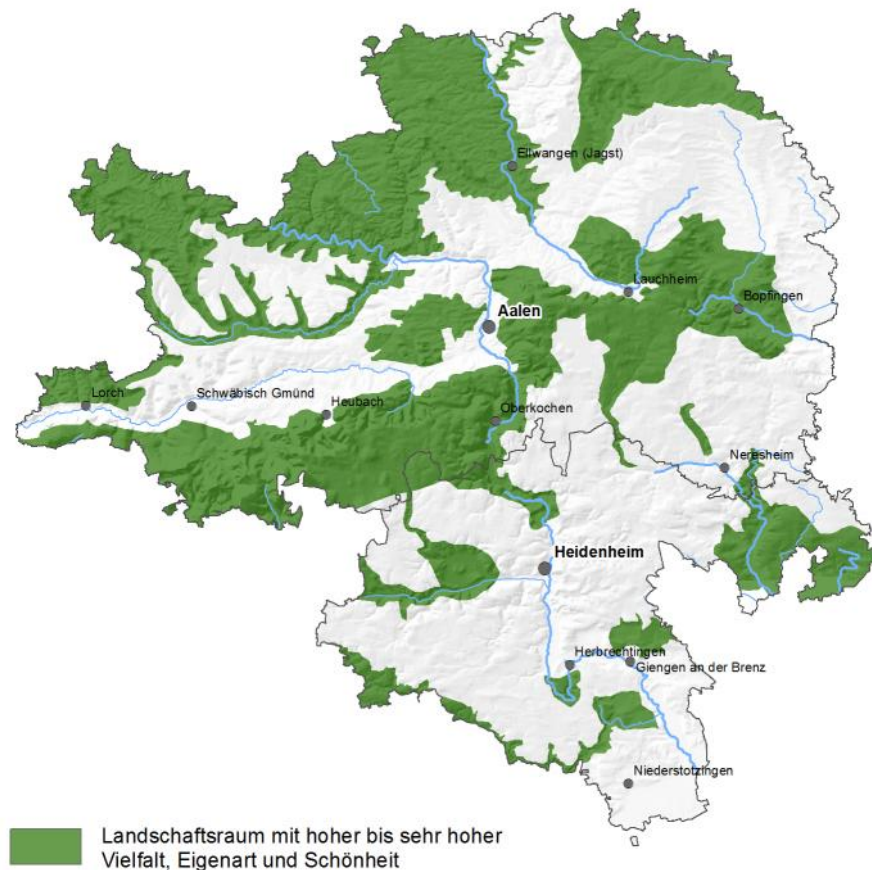 Ellwangen (Jagst)
Lauchheim
Bopfingen
Aalen
Lorch
Schwäbisch Gmünd
Heubach
Oberkochen
Neresheim
Heidenheim
Herbrechtingen
Giengen an der Brenz
Niederstotzingen
Landschaftsraum mit hoher bis sehr hoher
Vielfalt, Eigenart und Schönheit